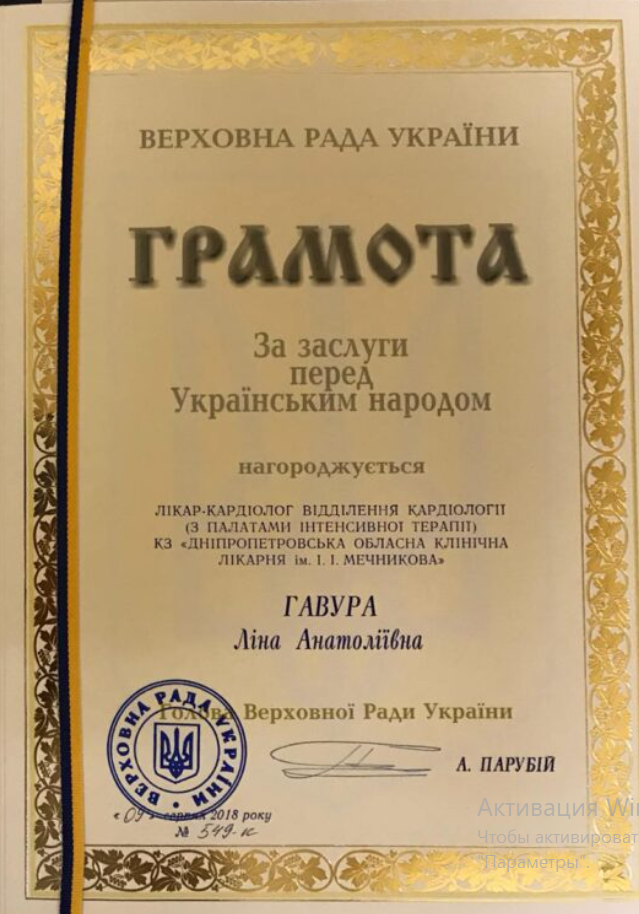 ВЕРХОВНА РАДА УКРАЇНИ
ГРАМОТА
За заслуги
перед
Українським народом
нагороджується
ЛІКАР-КАРДІОЛОГ ВІДДІЛЕННЯ КАРДІОЛОГІЇ
(З ПАЛАТАМИ ІНТЕНСИВНОЇ ТЕРАПІЇ)
КЗ «ДНІПРОПЕТРОВСЬКА ОБЛАСНА КЛІНІЧНА
ЛІКАРНЯ ім. І. І. МЕЧНИКОВА»
ГАВУРА
Ліна Анатоліївна
Голова Верховної Ради України
ВЕРХОВНА РАДА УКРАЇНИ
А. ПАРУБІЙ
«09» серпня 2018 року
№ 549-к
Активация Wi
Чтобы активироват
"Параметры".